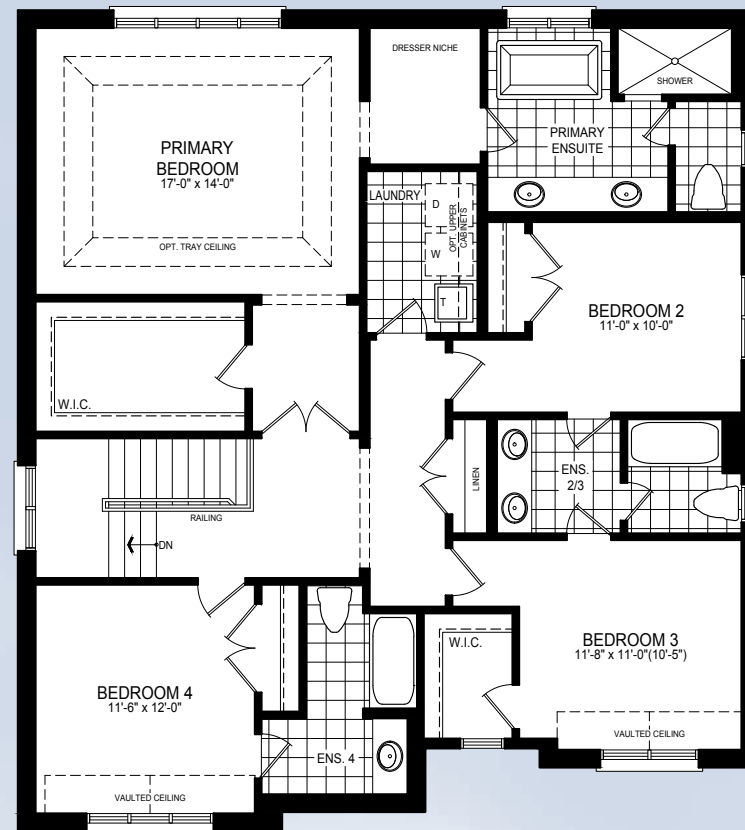 DRESSER NICHE
SHOWER
PRIMARY
BEDROOM
17'-0" x 14'-0"
OPT. TRAY CEILING
PRIMARY
ENSUITE
LAUNDRY
D
W
T
OPT. UPPER
CABINETS
BEDROOM 2
11'-0" x 10'-0"
W.I.C.
LINEN
ENS.
2/3
RAILING
DN
BEDROOM 3
11'-8" x 11'-0"(10'-5")
W.I.C.
VAULTED CEILING
BEDROOM 4
11'-6" x 12'-0"
ENS. 4
VAULTED CEILING